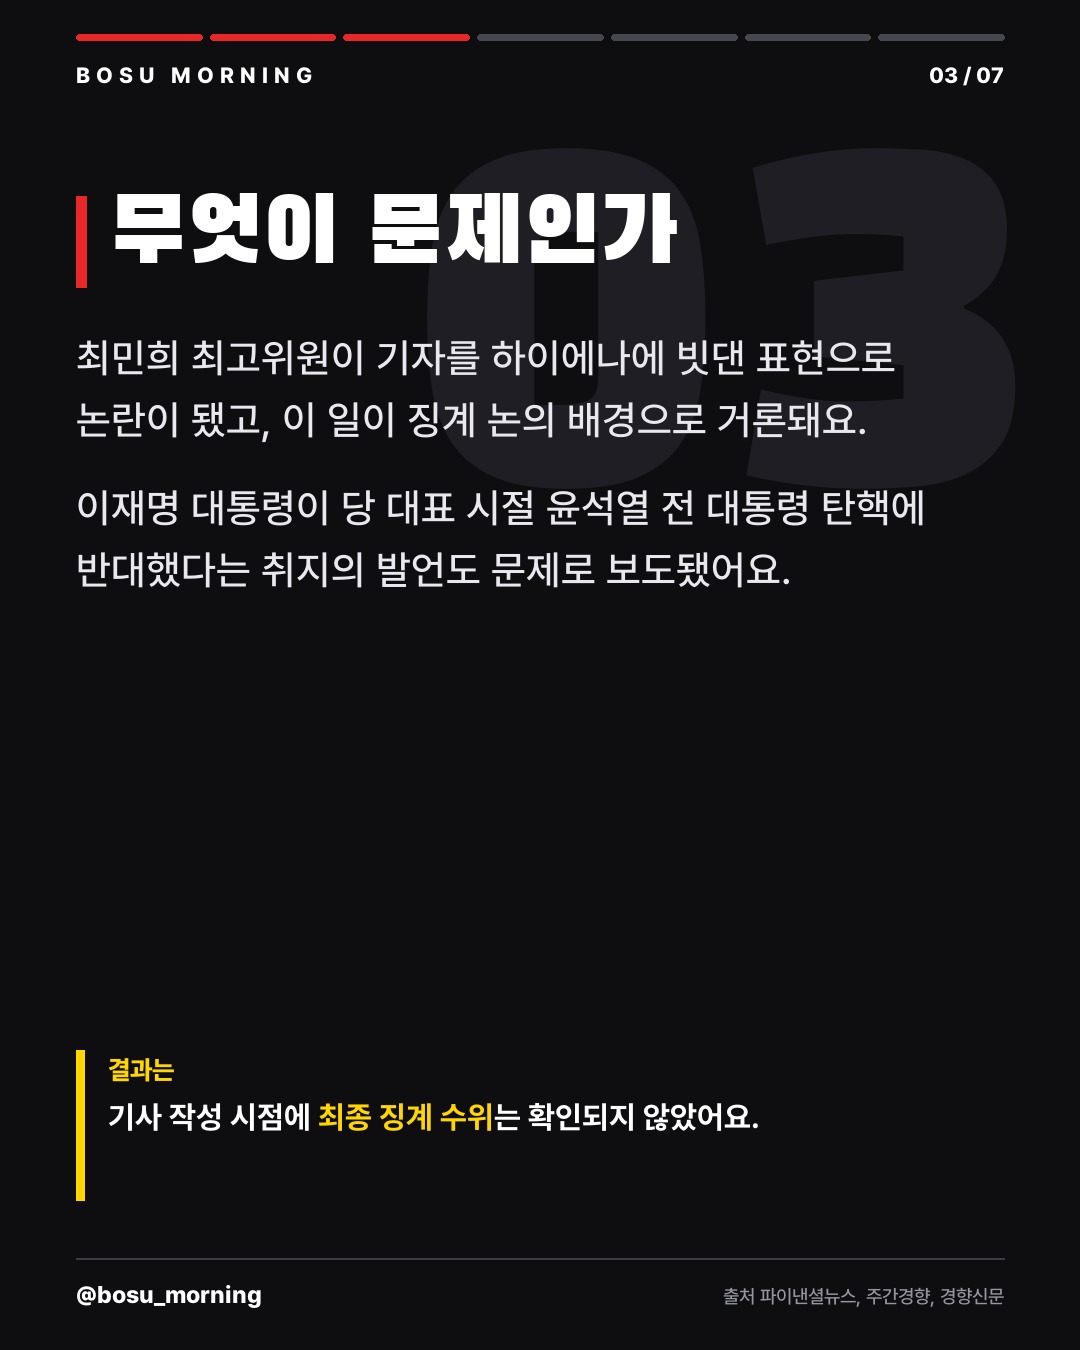 BOSU MORNING
03 / 07
03
무엇이 문제인가
최민희 최고위원이 기자를 하이에나에 빗댄 표현으로
논란이 됐고, 이 일이 징계 논의 배경으로 거론돼요.
이재명 대통령이 당 대표 시절 윤석열 전 대통령 탄핵에
반대했다는 취지의 발언도 문제로 보도됐어요.
결과는
기사 작성 시점에 최종 징계 수위는 확인되지 않았어요.
@bosu_morning
출처 파이낸셜뉴스, 주간경향, 경향신문